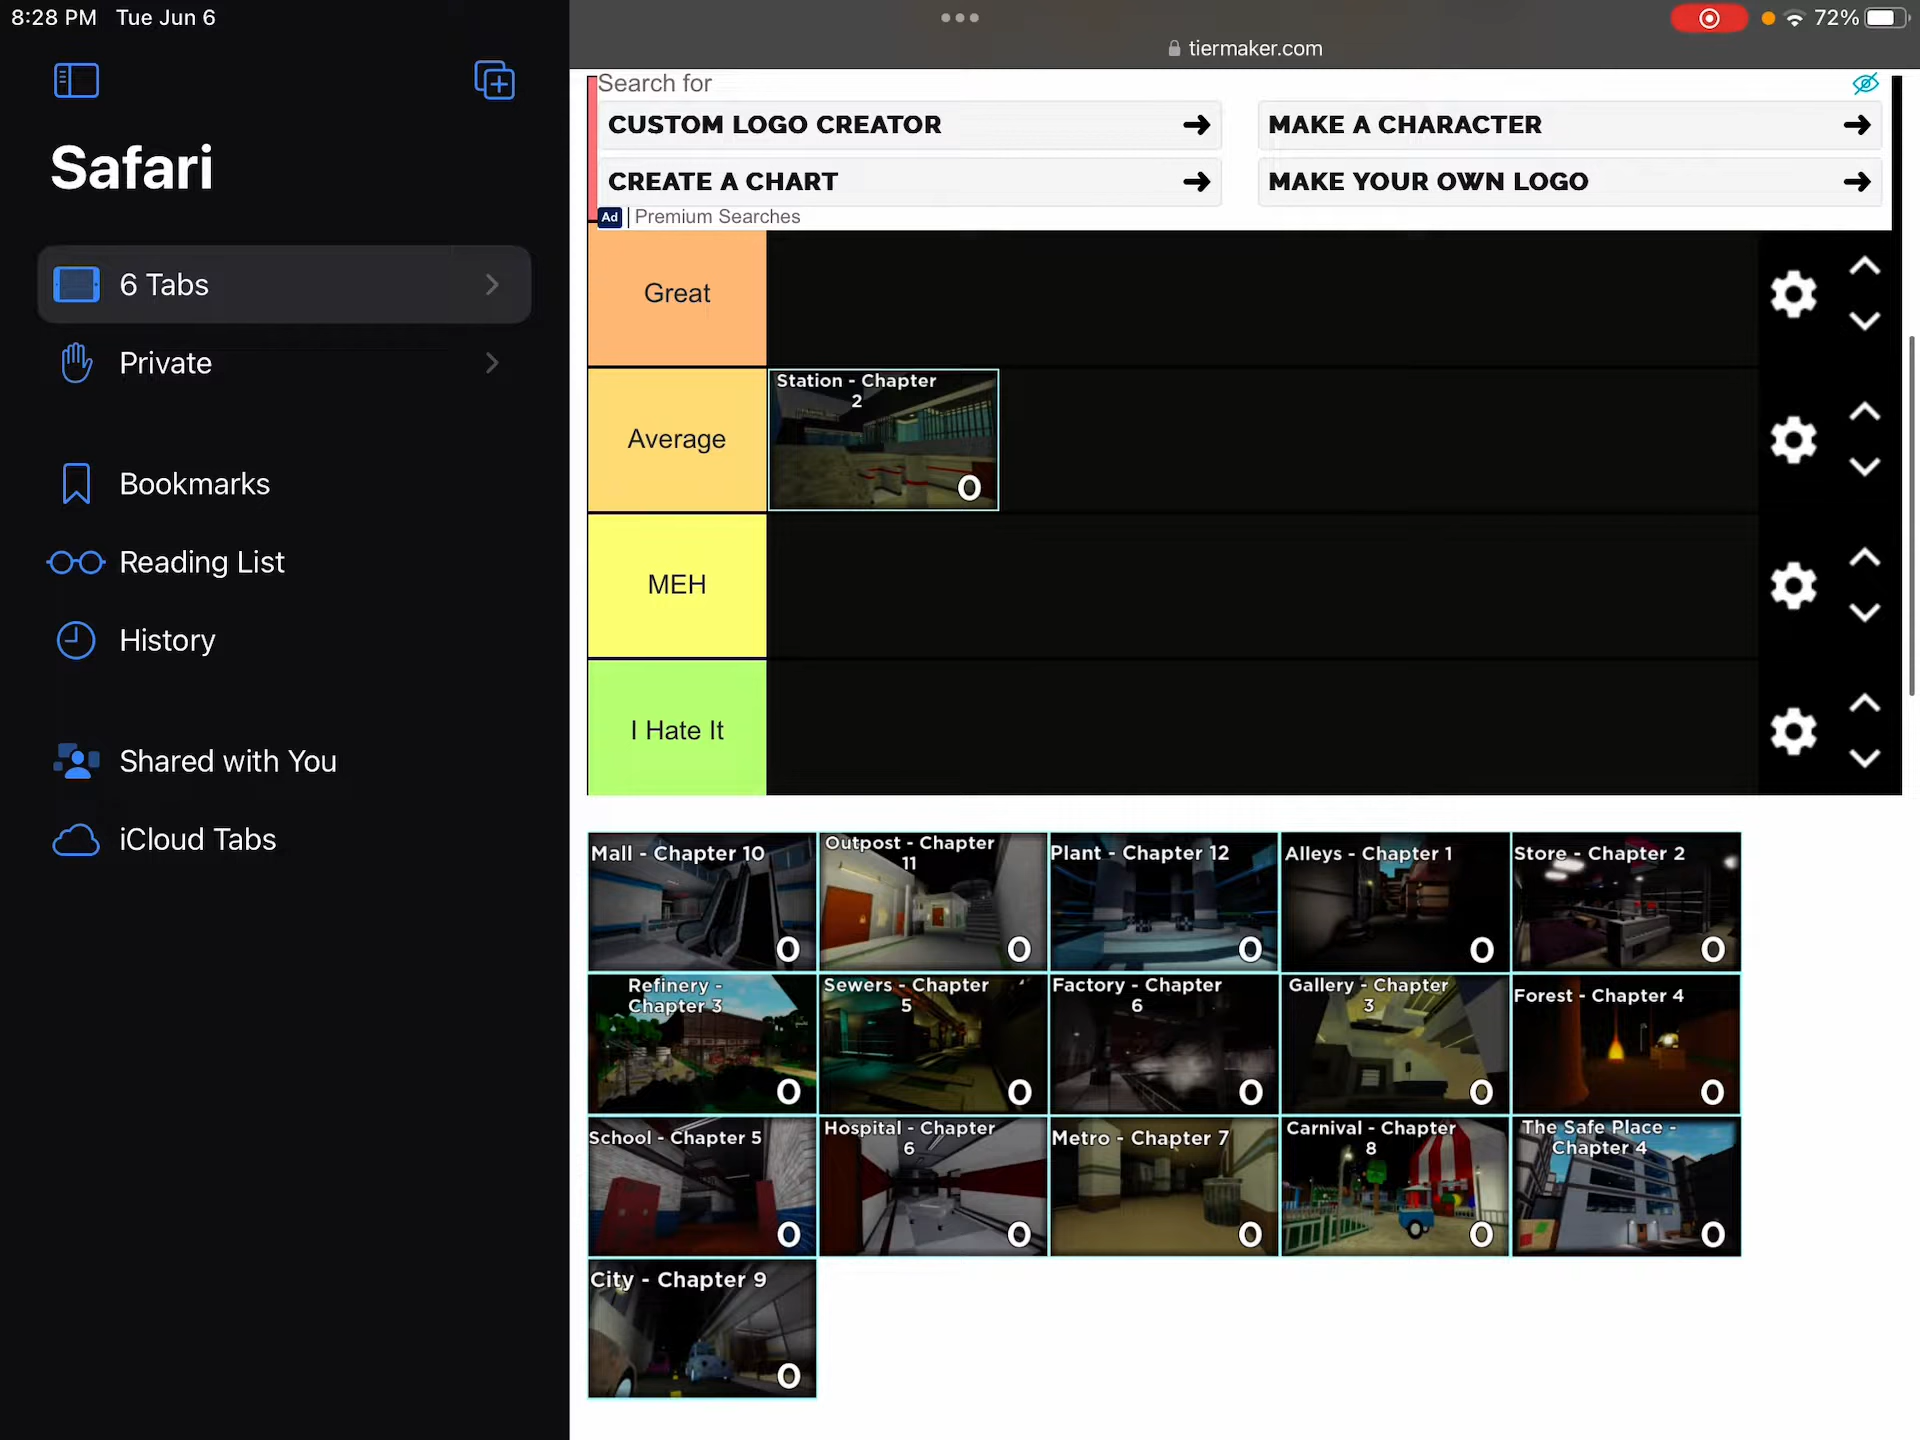 8:28 PM Tue Jun 6
72%
tiermaker.com
Safari
6 Tabs
Private
Bookmarks
Reading List
History
Shared with You
iCloud Tabs
Search for
CUSTOM LOGO CREATOR
MAKE A CHARACTER
CREATE A CHART
MAKE YOUR OWN LOGO
Ad | Premium Searches
Great
Average
Station - Chapter
2
0
MEH
I Hate It
Mall - Chapter 10
0
Outpost - Chapter
11
0
Plant - Chapter 12
0
Alleys - Chapter 1
0
Store - Chapter 2
0
Refinery -
Chapter 3
0
Sewers - Chapter
5
0
Factory - Chapter
6
0
Gallery - Chapter
3
0
Forest - Chapter 4
0
School - Chapter 5
0
Hospital - Chapter
6
0
Metro - Chapter 7
0
Carnival - Chapter
8
0
The Safe Place -
Chapter 4
0
City - Chapter 9
0